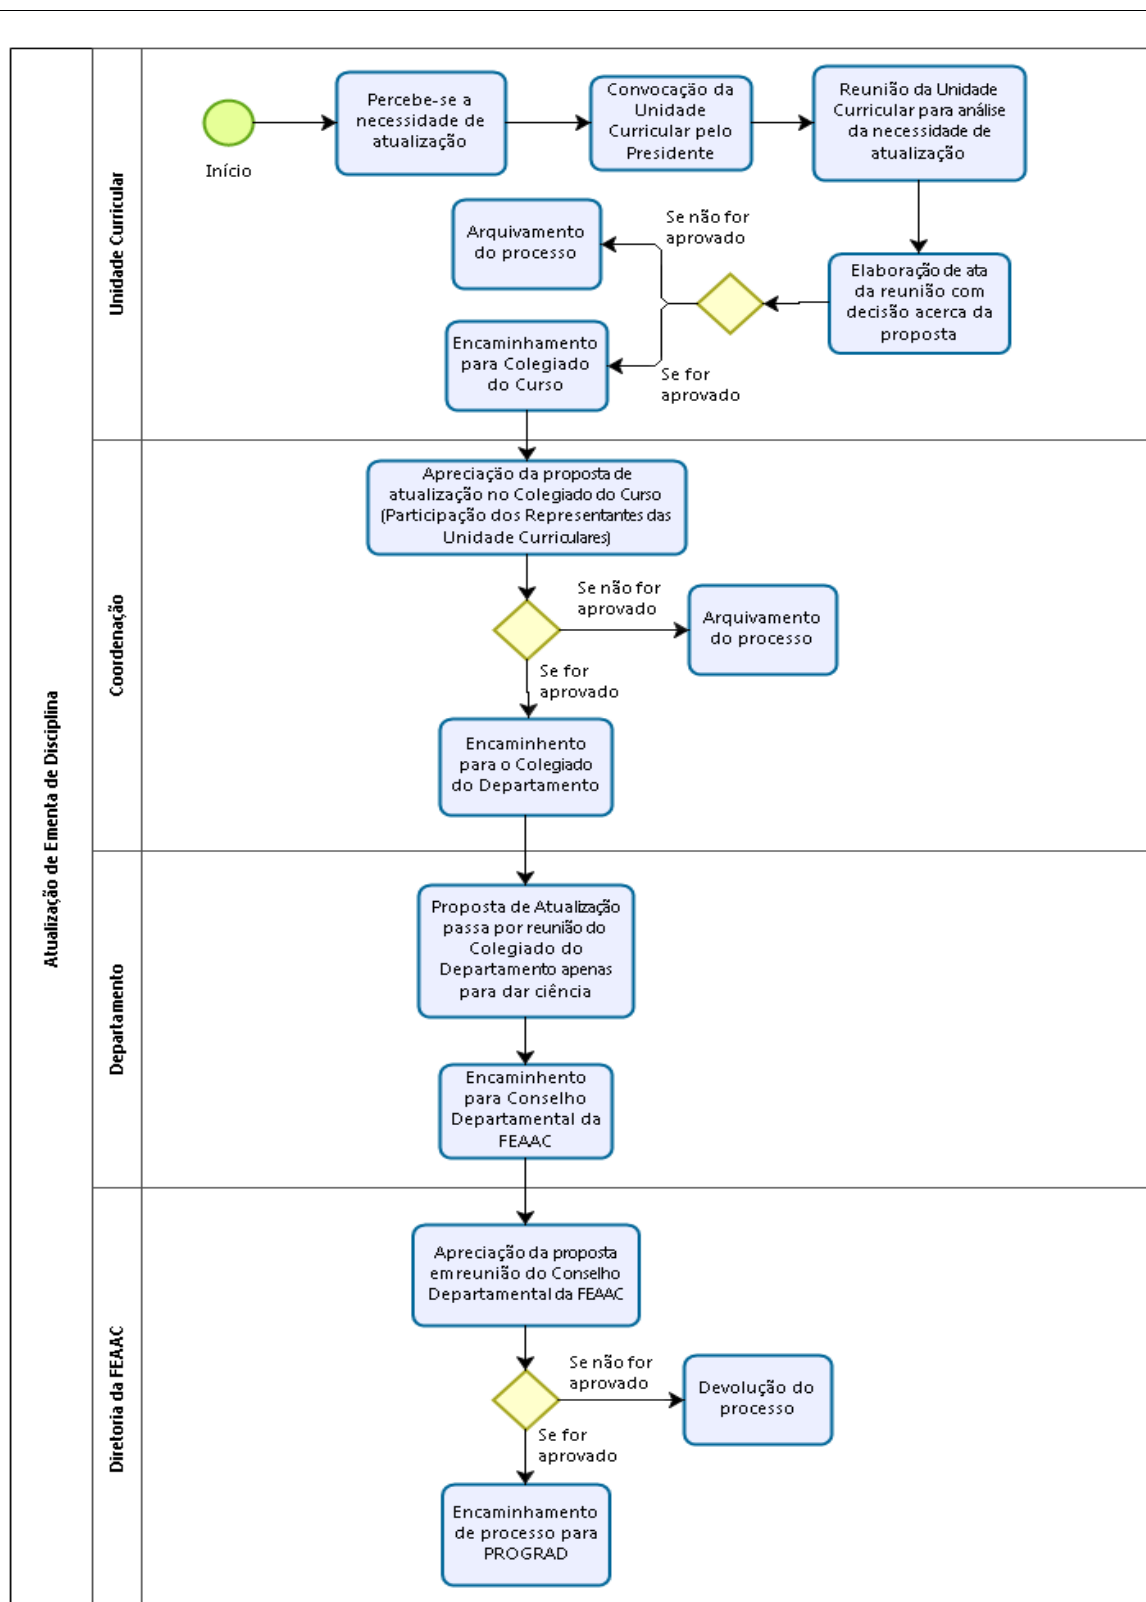 Atualização de Ementa de Disciplina
Unidade Curricular
Início
Percebe-se a
necessidade de
atualização
Convocação da
Unidade
Curricular pelo
Presidente
Reunião da Unidade
Curricular para análise
da necessidade de
atualização
Elaboração de ata
da reunião com
decisão acerca da
proposta
Se não for
aprovado
Arquivamento
do processo
Se for
aprovado
Encaminhamento
para Colegiado
do Curso
Coordenação
Apreciação da proposta de
atualização no Colegiado do Curso
(Participação dos Representantes das
Unidade Curriculares)
Se não for
aprovado
Arquivamento
do processo
Se for
aprovado
Encaminhento
para o Colegiado
do Departamento
Departamento
Proposta de Atualização
passa por reunião do
Colegiado do
Departamento apenas
para dar ciência
Encaminhento
para Conselho
Departamental da
FEAAC
Diretoria da FEAAC
Apreciação da proposta
em reunião do Conselho
Departamental da FEAAC
Se não for
aprovado
Devolução do
processo
Se for
aprovado
Encaminhamento
de processo para
PROGRAD